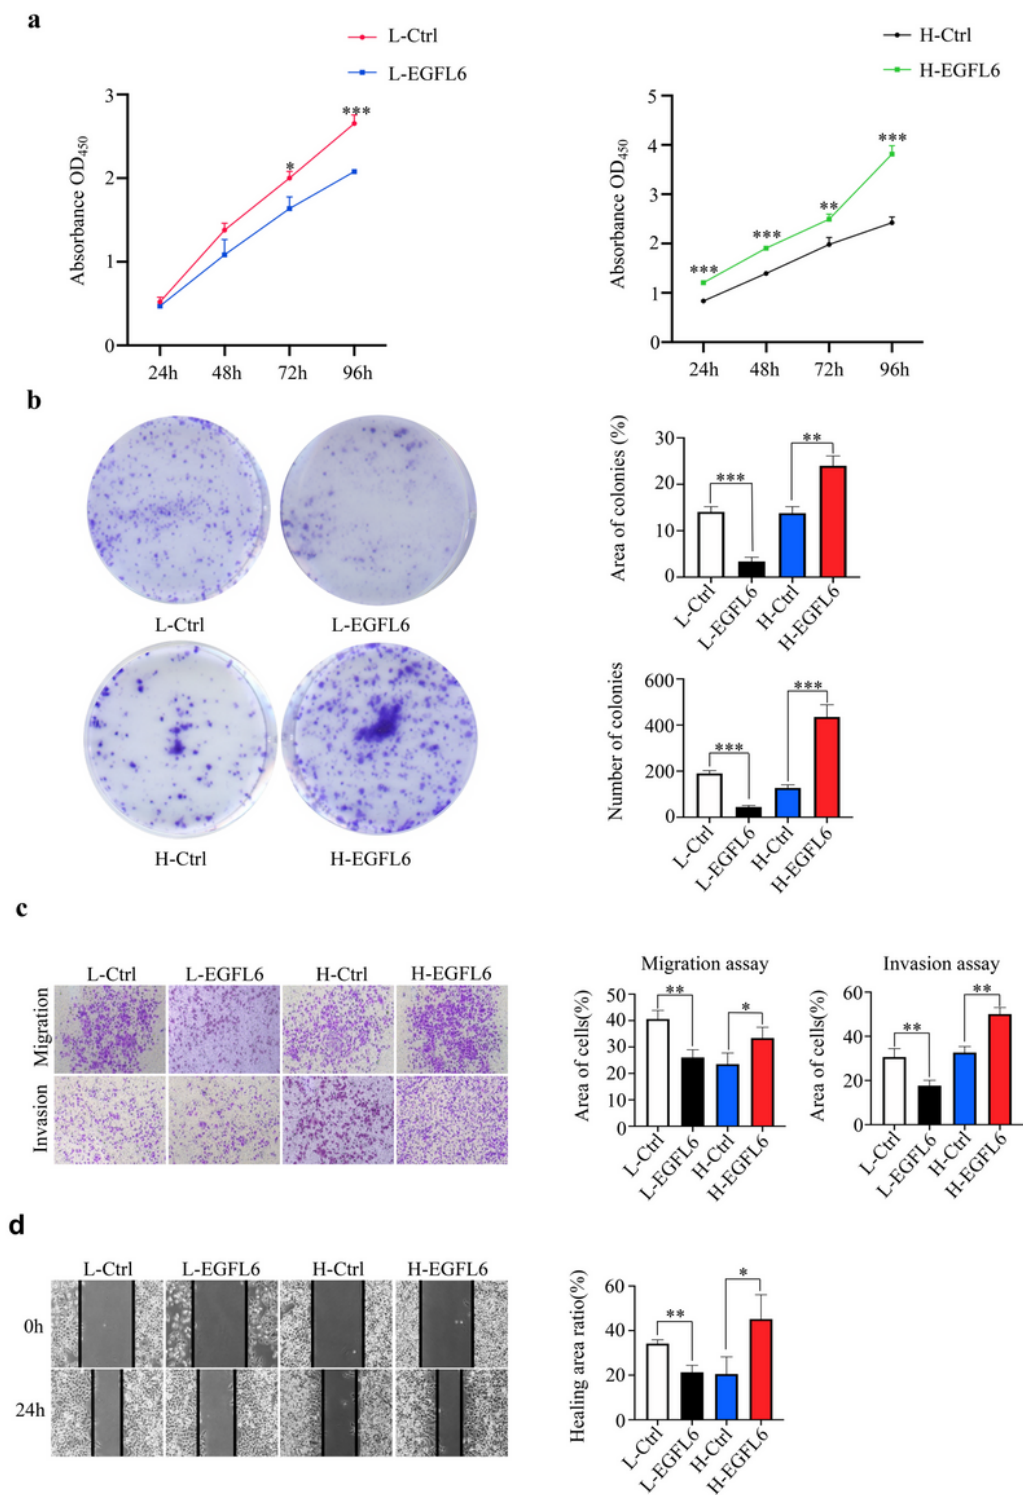 a
L-Ctrl
L-EGFL6
H-Ctrl
H-EGFL6
Absorbance OD450
3
2
1
0
***
*
24h 48h 72h 96h
Absorbance OD450
5
4
3
2
1
0
***
***
**
***
24h 48h 72h 96h
b
L-Ctrl L-EGFL6
H-Ctrl H-EGFL6
Area of colonies (%)
30
20
10
0
*** **
L-Ctrl L-EGFL6 H-Ctrl H-EGFL6
Number of colonies
600
400
200
0
*** ***
L-Ctrl L-EGFL6 H-Ctrl H-EGFL6
c
L-Ctrl L-EGFL6 H-Ctrl H-EGFL6
Migration
Invasion
Migration assay
Area of cells(%)
50
40
30
20
10
0
** *
L-Ctrl L-EGFL6 H-Ctrl H-EGFL6
Invasion assay
Area of cells(%)
60
40
20
0
** **
L-Ctrl L-EGFL6 H-Ctrl H-EGFL6
d
L-Ctrl L-EGFL6 H-Ctrl H-EGFL6
0h
24h
Healing area ratio(%)
60
40
20
0
** *
L-Ctrl L-EGFL6 H-Ctrl H-EGFL6